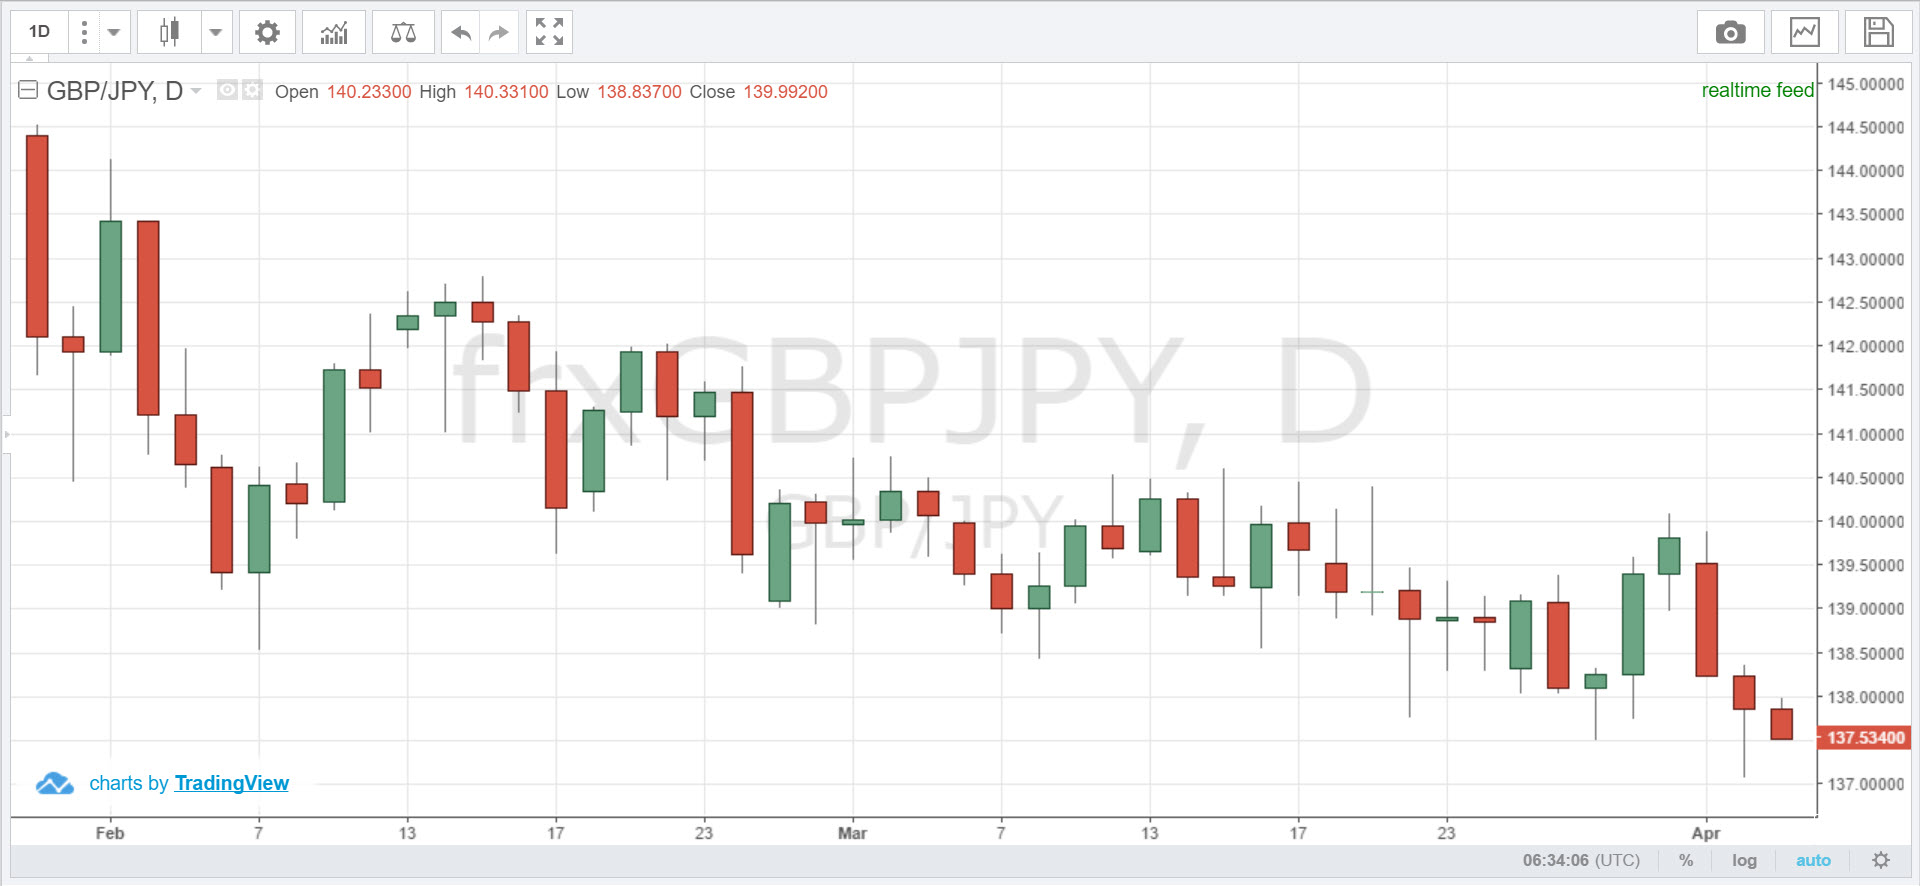 1D
GBP/JPY, D Open 140.23300 High 140.33100 Low 138.83700 Close 139.99200
realtime feed
145.00000
144.50000
144.00000
143.50000
143.00000
142.50000
142.00000
141.50000
141.00000
140.50000
140.00000
139.50000
139.00000
138.50000
138.00000
137.53400
137.00000
frxGBPJPY, D
GBP/JPY
charts by TradingView
Feb 7 13 17 23 Mar 7 13 17 23 Apr
06:34:06 (UTC) % log auto